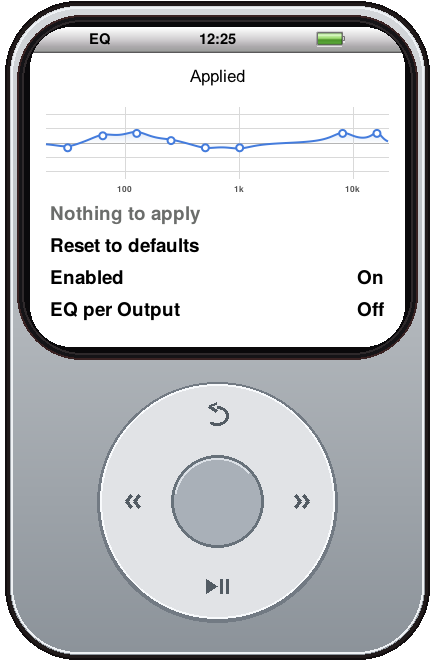 EQ 12:25
Applied
100 1k 10k
Nothing to apply
Reset to defaults
Enabled On
EQ per Output Off